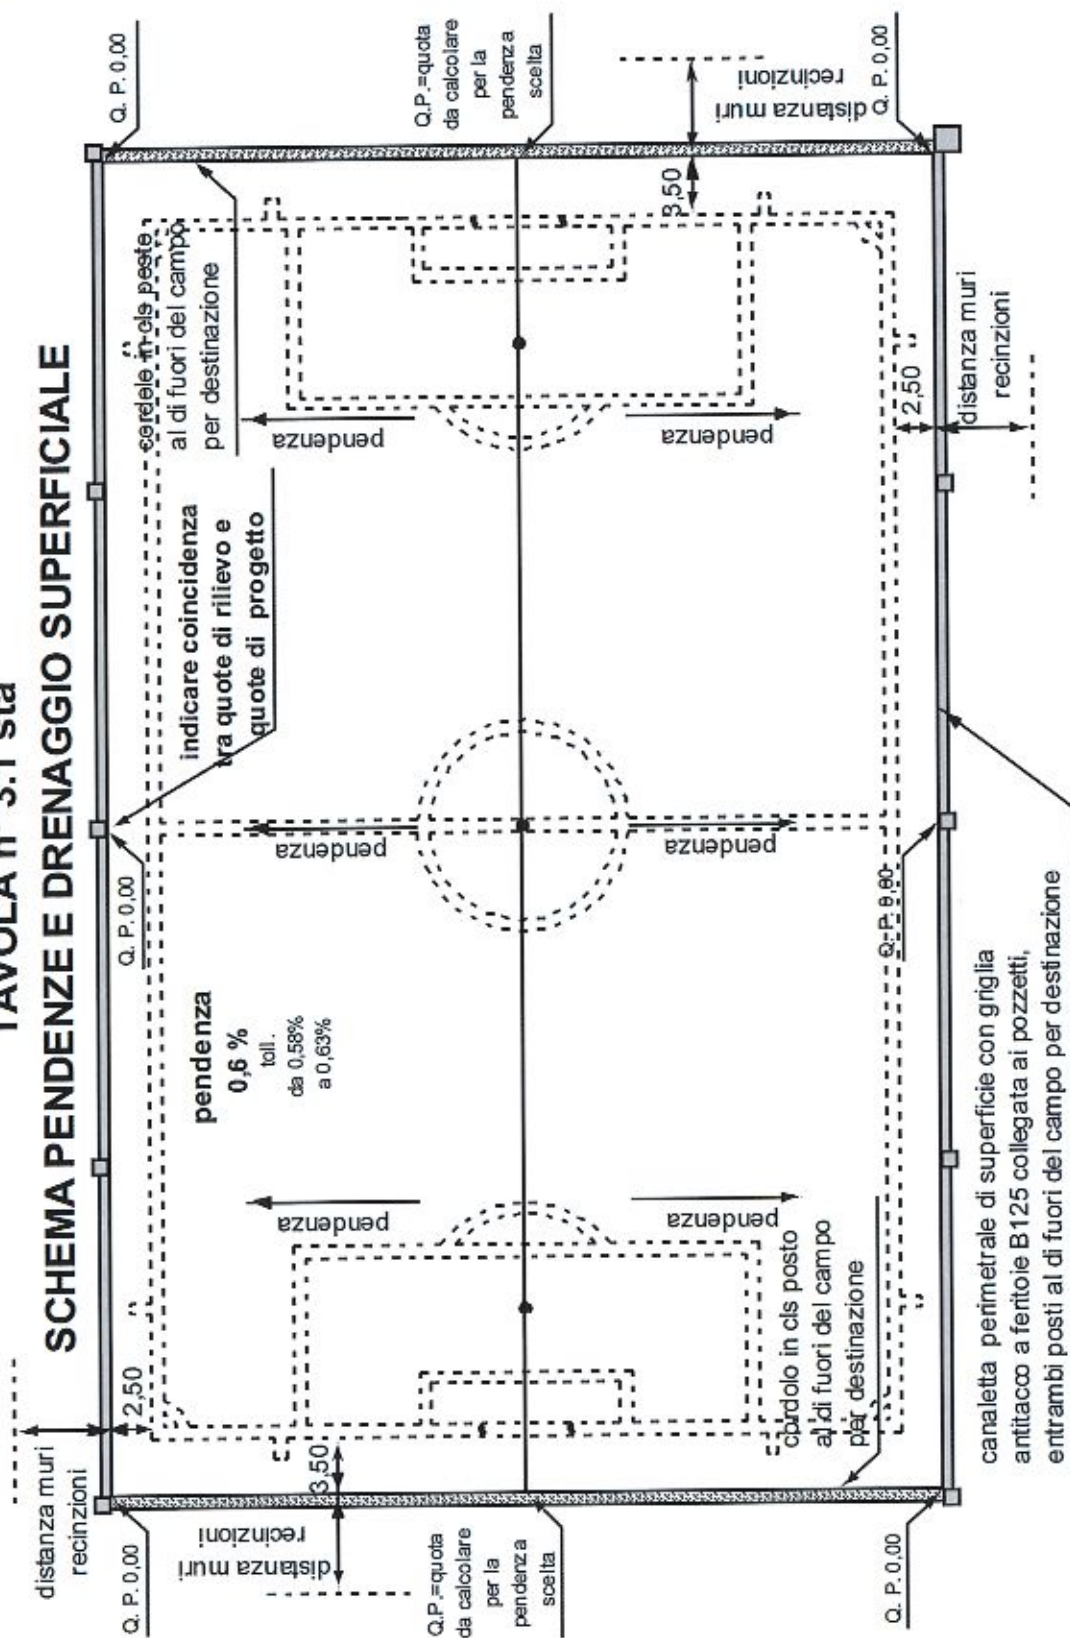 TAVOLA n° 3.1 sta
SCHEMA PENDENZE E DRENAGGIO SUPERFICIALE
distanza muri
recinzioni
2,50
Q. P. 0,00
Q. P. 0,00
Q. P. 0,00
indicare coincidenza
tra quote di rilievo e
quote di progetto
cordolo in cls posto
al di fuori del campo
per destinazione
pendenza
0,6 %
toll.
da 0,58%
a 0,63%
pendenza
pendenza
pendenza
distanza muri
recinzioni
3,50
Q.P.=quota
da calcolare
per la
pendenza
scelta
Q.P.=quota
da calcolare
per la
pendenza
scelta
distanza muri
recinzioni
3,50
pendenza
pendenza
pendenza
cordolo in cls posto
al di fuori del campo
per destinazione
Q. P. 0,00
Q. P. 0,00
Q. P. 0,00
2,50
distanza muri
recinzioni
canaletta perimetrale di superficie con griglia
antitacco a feritoie B125 collegata ai pozzetti,
entrambi posti al di fuori del campo per destinazione